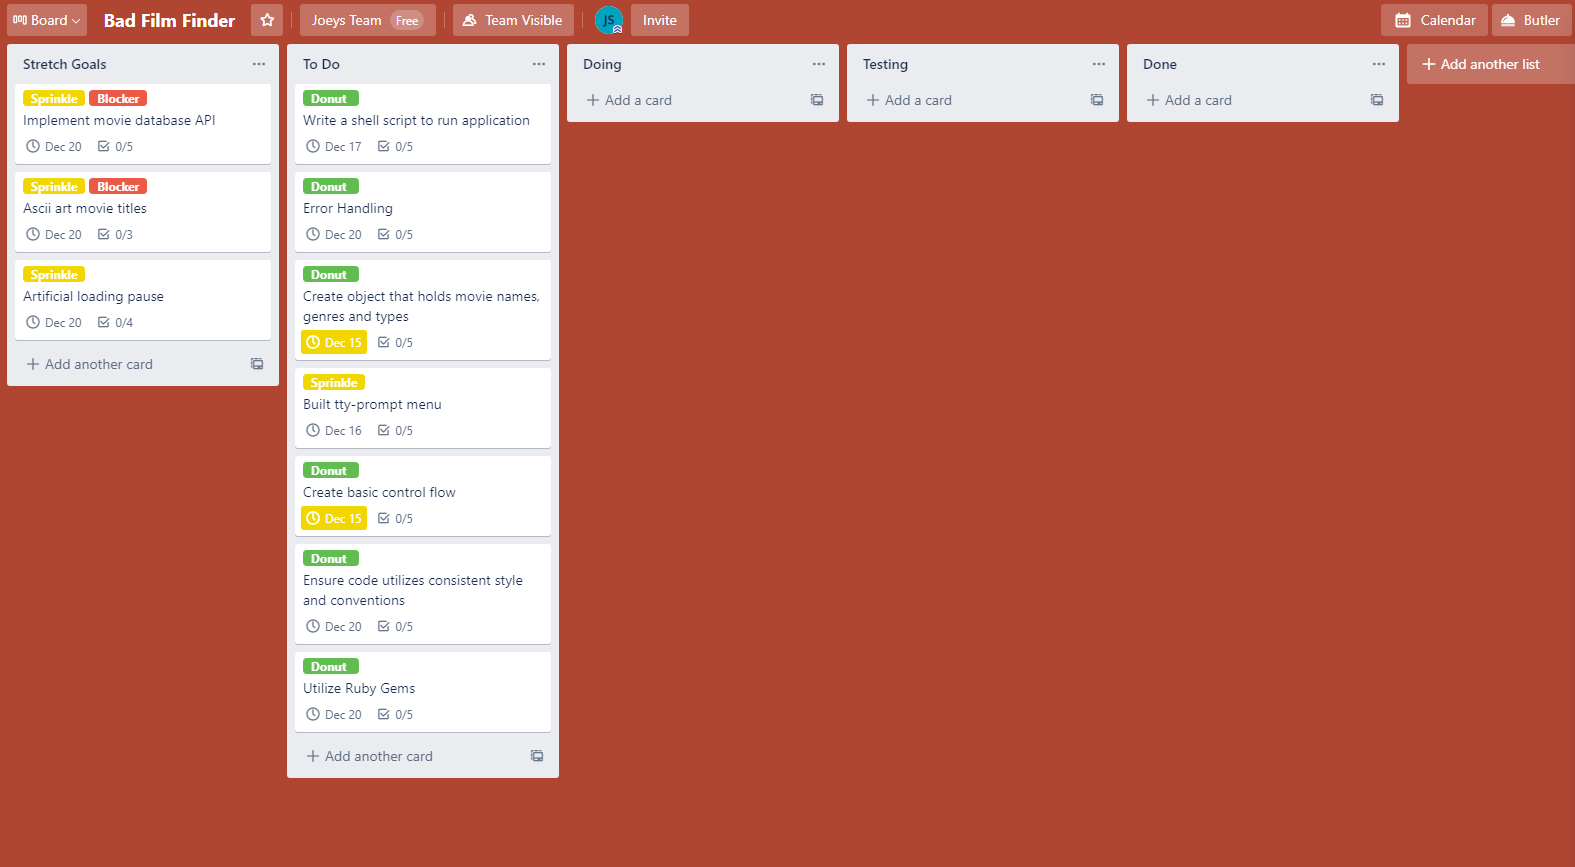 Board
Bad Film Finder
Joeys Team Free
Team Visible
JS
Invite
Calendar
Butler
Stretch Goals
Sprinkle Blocker
Implement movie database API
Dec 20 0/5
Sprinkle Blocker
Ascii art movie titles
Dec 20 0/3
Sprinkle
Artificial loading pause
Dec 20 0/4
+ Add another card
To Do
Donut
Write a shell script to run application
Dec 17 0/5
Donut
Error Handling
Dec 20 0/5
Donut
Create object that holds movie names,
genres and types
Dec 15 0/5
Sprinkle
Built tty-prompt menu
Dec 16 0/5
Donut
Create basic control flow
Dec 15 0/5
Donut
Ensure code utilizes consistent style
and conventions
Dec 20 0/5
Donut
Utilize Ruby Gems
Dec 20 0/5
+ Add another card
Doing
+ Add a card
Testing
+ Add a card
Done
+ Add a card
+ Add another list